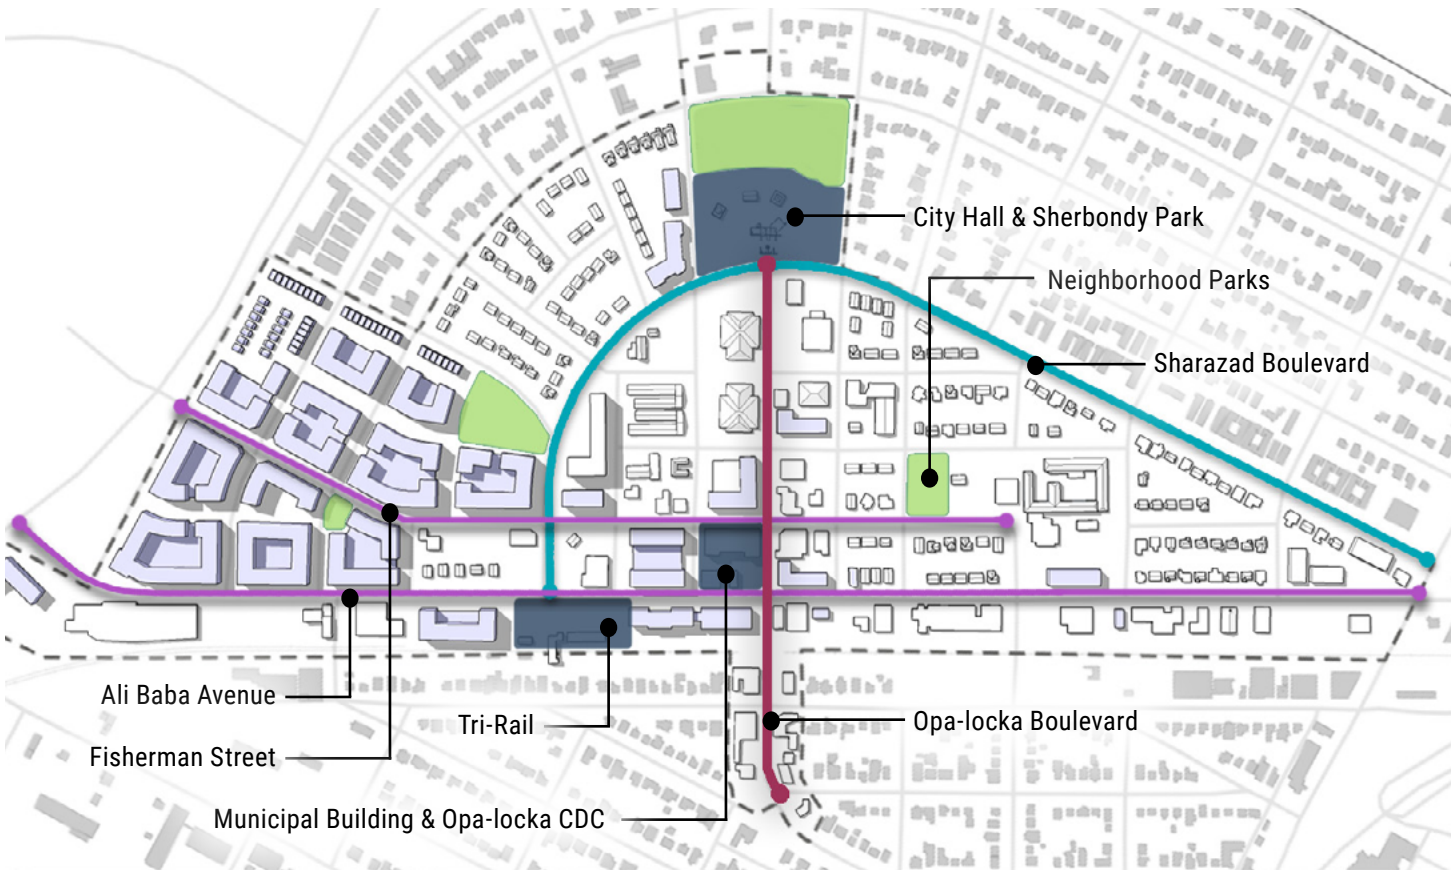 City Hall & Sherbondy Park
Neighborhood Parks
Sharazad Boulevard
Ali Baba Avenue
Tri-Rail
Opa-locka Boulevard
Fisherman Street
Municipal Building & Opa-locka CDC